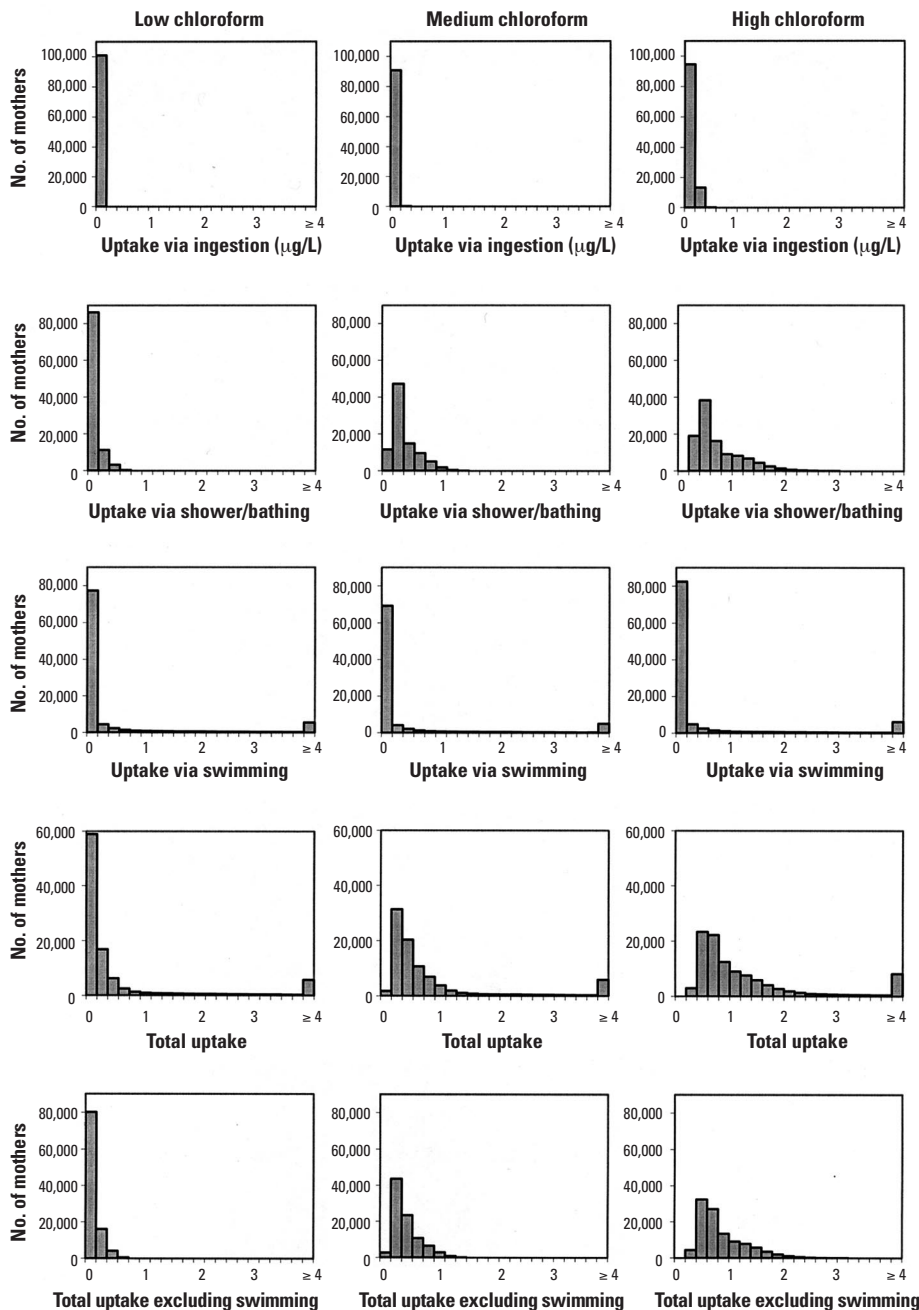 Low chloroform
Medium chloroform
High chloroform
No. of mothers
100,000
80,000
60,000
40,000
20,000
0
0 1 2 3 ≥ 4
Uptake via ingestion (μg/L)
100,000
80,000
60,000
40,000
20,000
0
0 1 2 3 ≥ 4
Uptake via ingestion (μg/L)
100,000
80,000
60,000
40,000
20,000
0
0 1 2 3 ≥ 4
Uptake via ingestion (μg/L)
No. of mothers
80,000
60,000
40,000
20,000
0
0 1 2 3 ≥ 4
Uptake via shower/bathing
80,000
60,000
40,000
20,000
0
0 1 2 3 ≥ 4
Uptake via shower/bathing
80,000
60,000
40,000
20,000
0
0 1 2 3 ≥ 4
Uptake via shower/bathing
No. of mothers
80,000
60,000
40,000
20,000
0
0 1 2 3 ≥ 4
Uptake via swimming
80,000
60,000
40,000
20,000
0
0 1 2 3 ≥ 4
Uptake via swimming
80,000
60,000
40,000
20,000
0
0 1 2 3 ≥ 4
Uptake via swimming
No. of mothers
60,000
40,000
20,000
0
0 1 2 3 ≥ 4
Total uptake
60,000
40,000
20,000
0
0 1 2 3 ≥ 4
Total uptake
60,000
40,000
20,000
0
0 1 2 3 ≥ 4
Total uptake
No. of mothers
80,000
60,000
40,000
20,000
0
0 1 2 3 ≥ 4
Total uptake excluding swimming
80,000
60,000
40,000
20,000
0
0 1 2 3 ≥ 4
Total uptake excluding swimming
80,000
60,000
40,000
20,000
0
0 1 2 3 ≥ 4
Total uptake excluding swimming